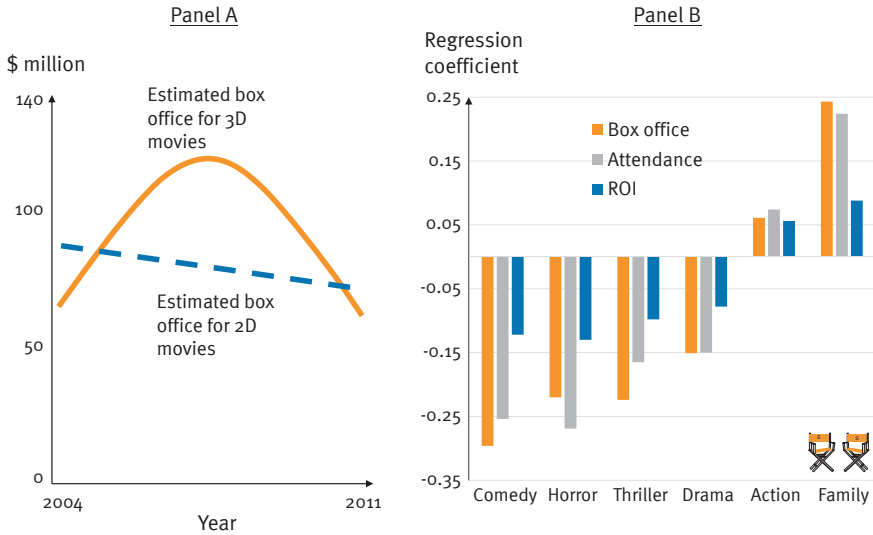 Panel A
$ million
140
100
50
0
Estimated box
office for 3D
movies
Estimated box
office for 2D
movies
2004
2011
Year
Panel B
Regression
coefficient
0.25
0.15
0.05
-0.05
-0.15
-0.25
-0.35
Box office
Attendance
ROI
Comedy Horror Thriller Drama Action Family